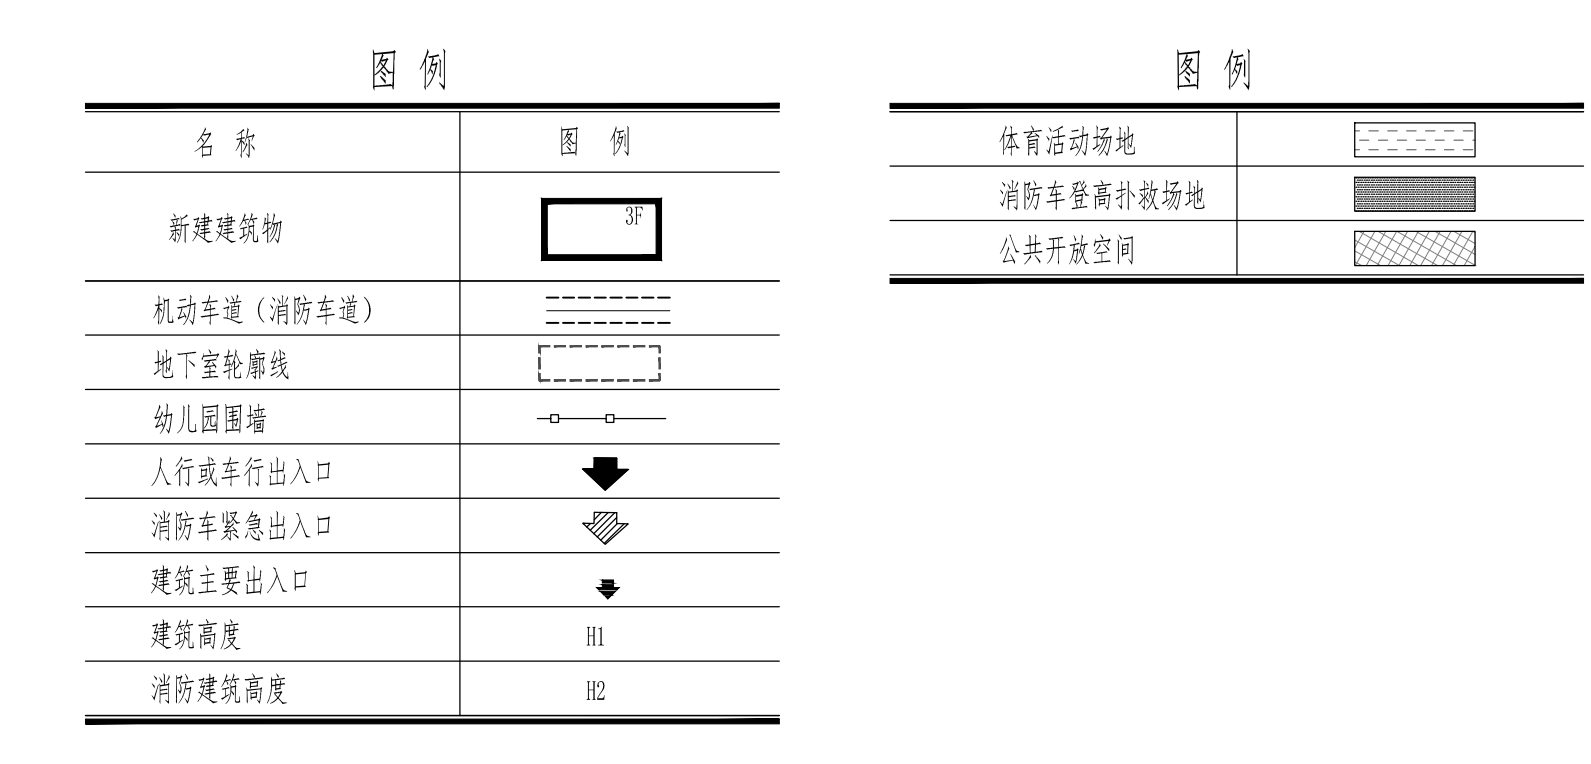 图 例
名 称 图 例
新建建筑物 3F
机动车道（消防车道）
地下室轮廓线
幼儿园围墙
人行或车行出入口
消防车紧急出入口
建筑主要出入口
建筑高度 H1
消防建筑高度 H2
图 例
体育活动场地
消防车登高扑救场地
公共开放空间